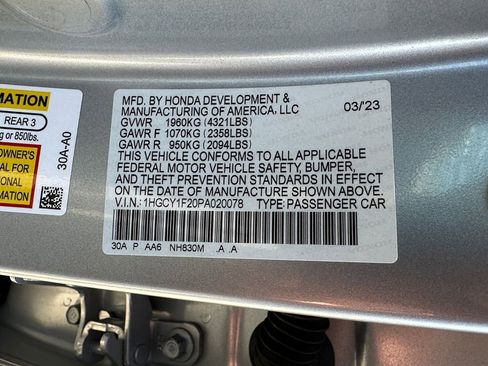 MATION
REAR 3
g or 850lbs.
OWNER'S
AL FOR
TIONAL
MATION
30A-A0
MFD. BY HONDA DEVELOPMENT &
MANUFACTURING OF AMERICA, LLC 03/23
GVWR 1960KG (4321LBS)
GAWR F 1070KG (2358LBS)
GAWR R 950KG (2094LBS)
THIS VEHICLE CONFORMS TO ALL APPLICABLE
FEDERAL MOTOR VEHICLE SAFETY, BUMPER,
AND THEFT PREVENTION STANDARDS IN EFFECT
ON THE DATE OF MANUFACTURE SHOWN ABOVE.
V.I.N.: 1HGCY1F20PA020078 TYPE: PASSENGER CAR
30A P AA6 NH830M .A .A